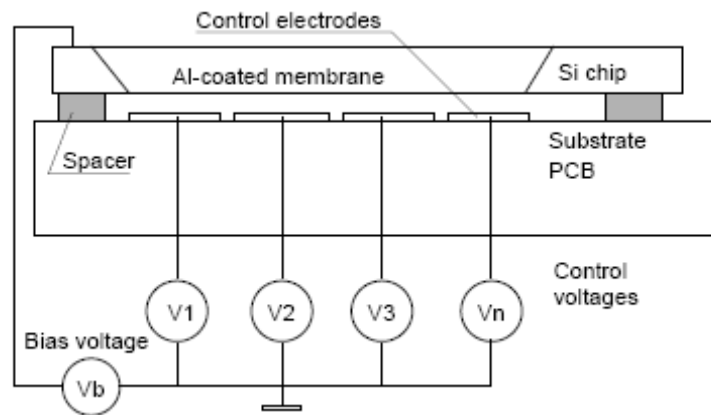 Control electrodes
Al-coated membrane
Si chip
Spacer
Substrate
PCB
V1
V2
V3
Vn
Control
voltages
Bias voltage
Vb